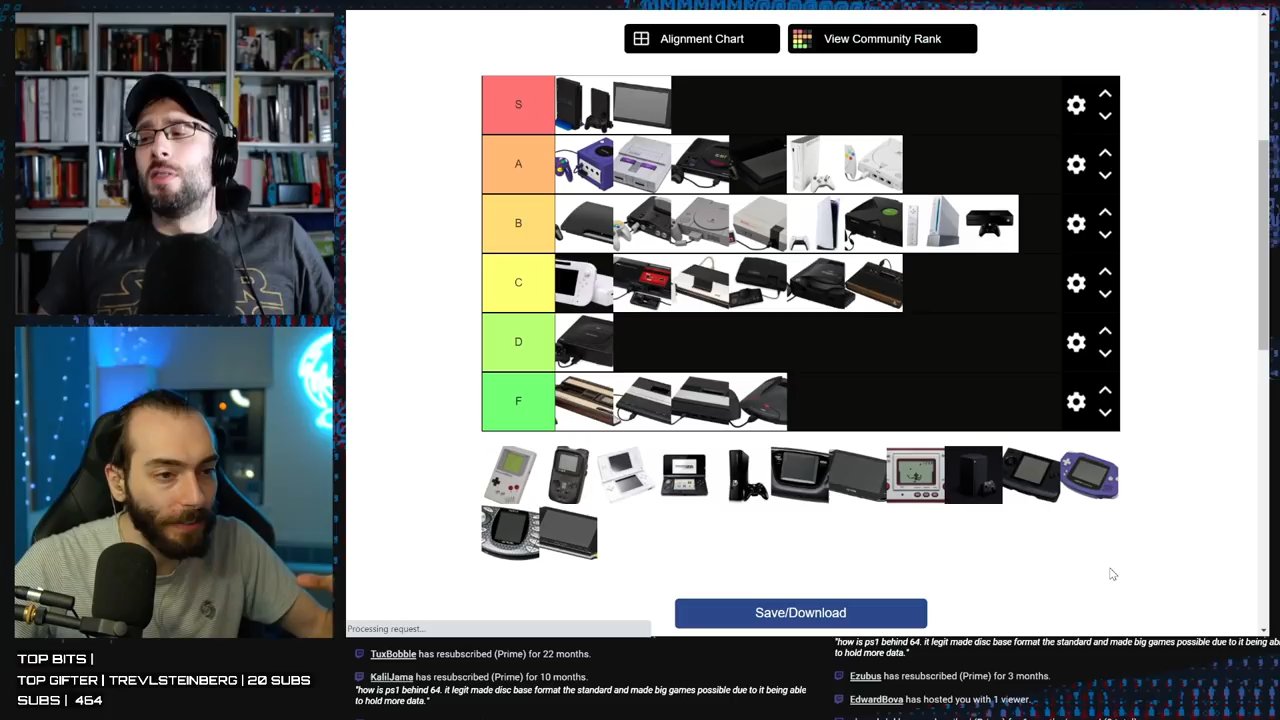 Alignment Chart
View Community Rank
S
A
B
C
D
F
Save/Download
Processing request...
TOP BITS |
TOP GIFTER | TREVLSTEINBERG | 20 SUBS
SUBS | 464
TuxBobble has resubscribed (Prime) for 22 months.
KalilJama has resubscribed (Prime) for 10 months.
"how is ps1 behind 64. it legit made disc base format the standard and made big games possible due to it being able
to hold more data."
"how is ps1 behind 64. it legit made disc base format the standard and made big games possible due to it being able
to hold more data."
Ezubus has resubscribed (Prime) for 3 months.
EdwardBova has hosted you with 1 viewer.